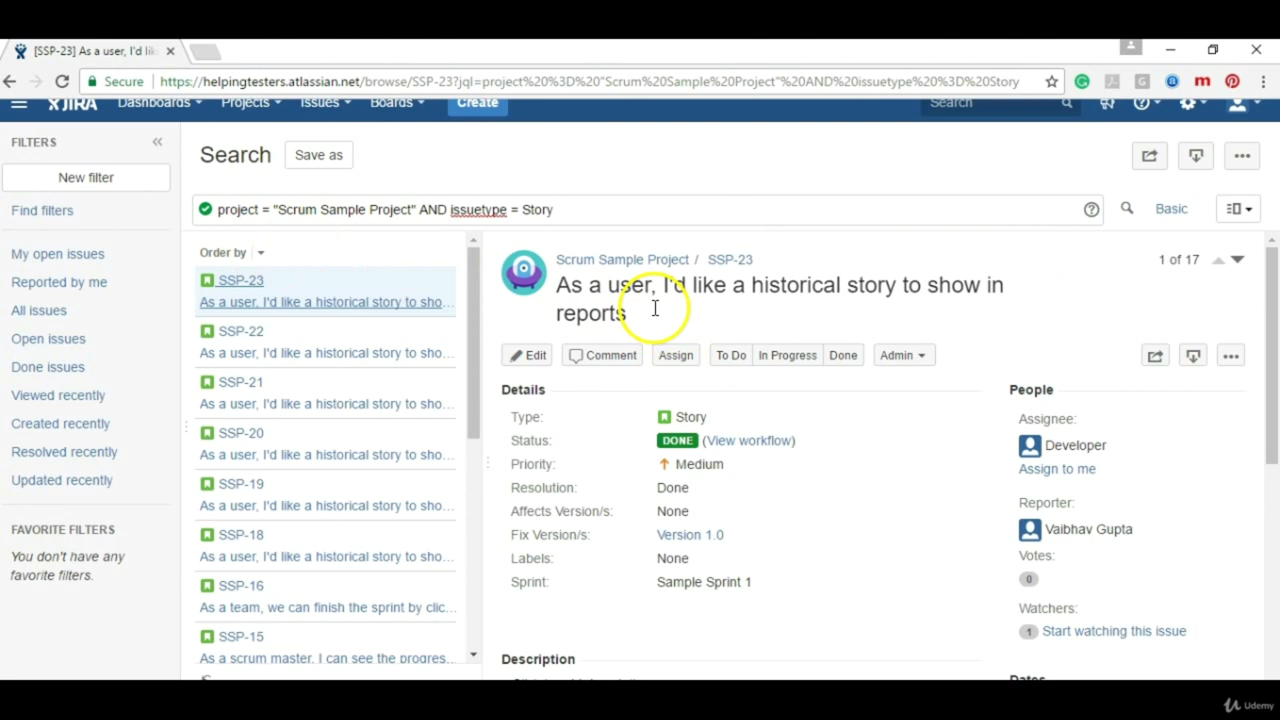 [SSP-23] As a user, I'd lik
Secure
https://helpingtesters.atlassian.net/browse/SSP-23?jql=project%20%3D%20"Scrum%20Sample%20Project"%20AND%20issuetype%20%3D%20Story
JIRA Dashboards Projects Issues Boards Create Search
FILTERS
New filter
Find filters
My open issues
Reported by me
All issues
Open issues
Done issues
Viewed recently
Created recently
Resolved recently
Updated recently
FAVORITE FILTERS
You don't have any
favorite filters.
Search Save as
project = "Scrum Sample Project" AND issuetype = Story
Basic
Order by
SSP-23
As a user, I'd like a historical story to sho...
SSP-22
As a user, I'd like a historical story to sho...
SSP-21
As a user, I'd like a historical story to sho...
SSP-20
As a user, I'd like a historical story to sho...
SSP-19
As a user, I'd like a historical story to sho...
SSP-18
As a user, I'd like a historical story to sho...
SSP-16
As a team, we can finish the sprint by clic...
SSP-15
As a scrum master, I can see the progres...
Scrum Sample Project / SSP-23
1 of 17
As a user, I'd like a historical story to show in
reports
Edit Comment Assign To Do In Progress Done Admin
Details
Type: Story
Status: DONE (View workflow)
Priority: Medium
Resolution: Done
Affects Version/s: None
Fix Version/s: Version 1.0
Labels: None
Sprint: Sample Sprint 1
Description
People
Assignee:
Developer
Assign to me
Reporter:
Vaibhav Gupta
Votes:
0
Watchers:
1 Start watching this issue
Dates
Udemy